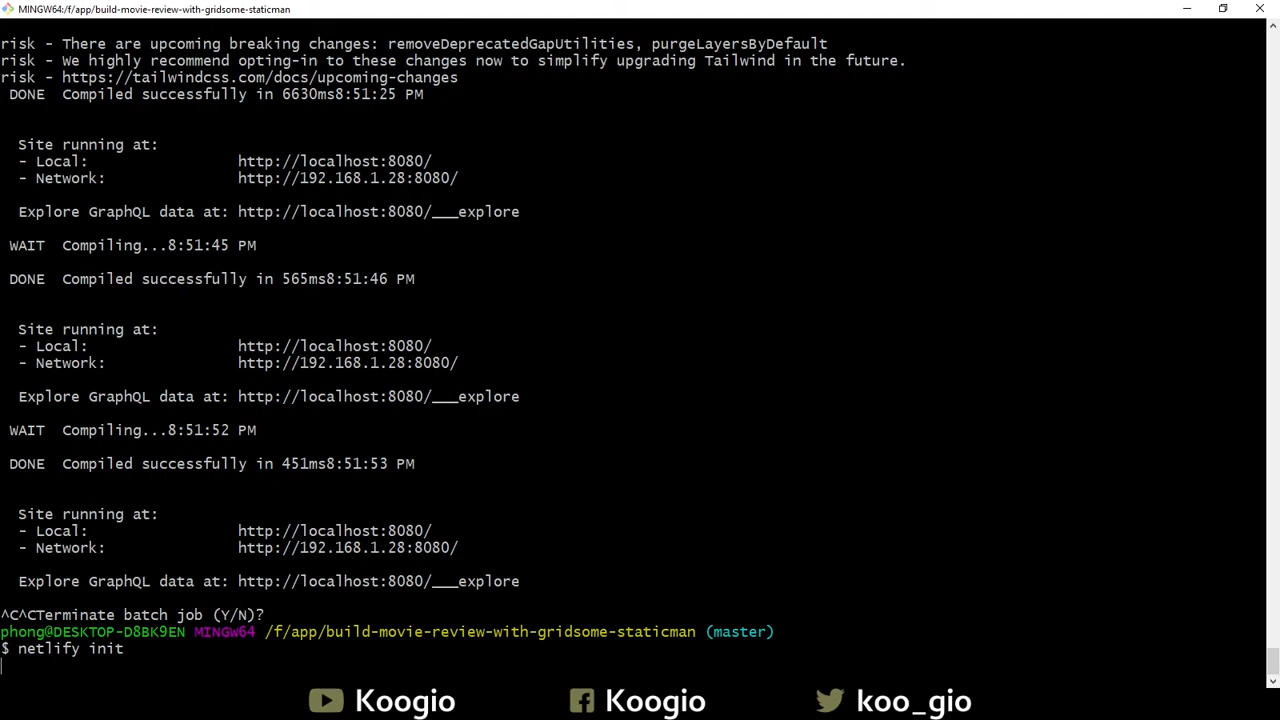 MINGW64:/f/app/build-movie-review-with-gridsome-staticman
risk - There are upcoming breaking changes: removeDeprecatedGapUtilities, purgeLayersByDefault
risk - We highly recommend opting-in to these changes now to simplify upgrading Tailwind in the future.
risk - https://tailwindcss.com/docs/upcoming-changes
DONE  Compiled successfully in 6630ms8:51:25 PM
Site running at:
- Local:                 http://localhost:8080/
- Network:               http://192.168.1.28:8080/
Explore GraphQL data at: http://localhost:8080/___explore
WAIT  Compiling...8:51:45 PM
DONE  Compiled successfully in 565ms8:51:46 PM
Site running at:
- Local:                 http://localhost:8080/
- Network:               http://192.168.1.28:8080/
Explore GraphQL data at: http://localhost:8080/___explore
WAIT  Compiling...8:51:52 PM
DONE  Compiled successfully in 451ms8:51:53 PM
Site running at:
- Local:                 http://localhost:8080/
- Network:               http://192.168.1.28:8080/
Explore GraphQL data at: http://localhost:8080/___explore
^C^CTerminate batch job (Y/N)?
phong@DESKTOP-D8BK9EN MINGW64 /f/app/build-movie-review-with-gridsome-staticman (master)
$ netlify init
Koogio Koogio koo_gio